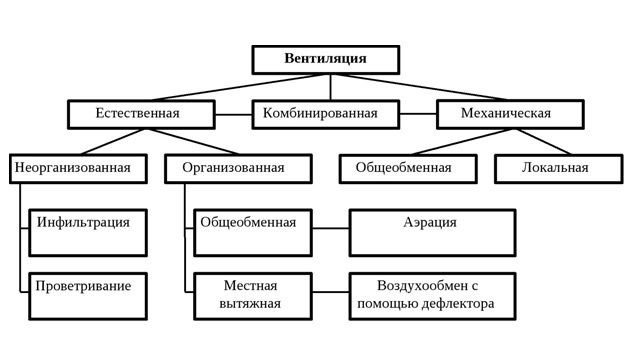 Вентиляция
Естественная
Комбинированная
Механическая
Неорганизованная
Организованная
Общеобменная
Локальная
Инфильтрация
Общеобменная
Аэрация
Проветривание
Местная
вытяжная
Воздухообмен с
помощью дефлектора